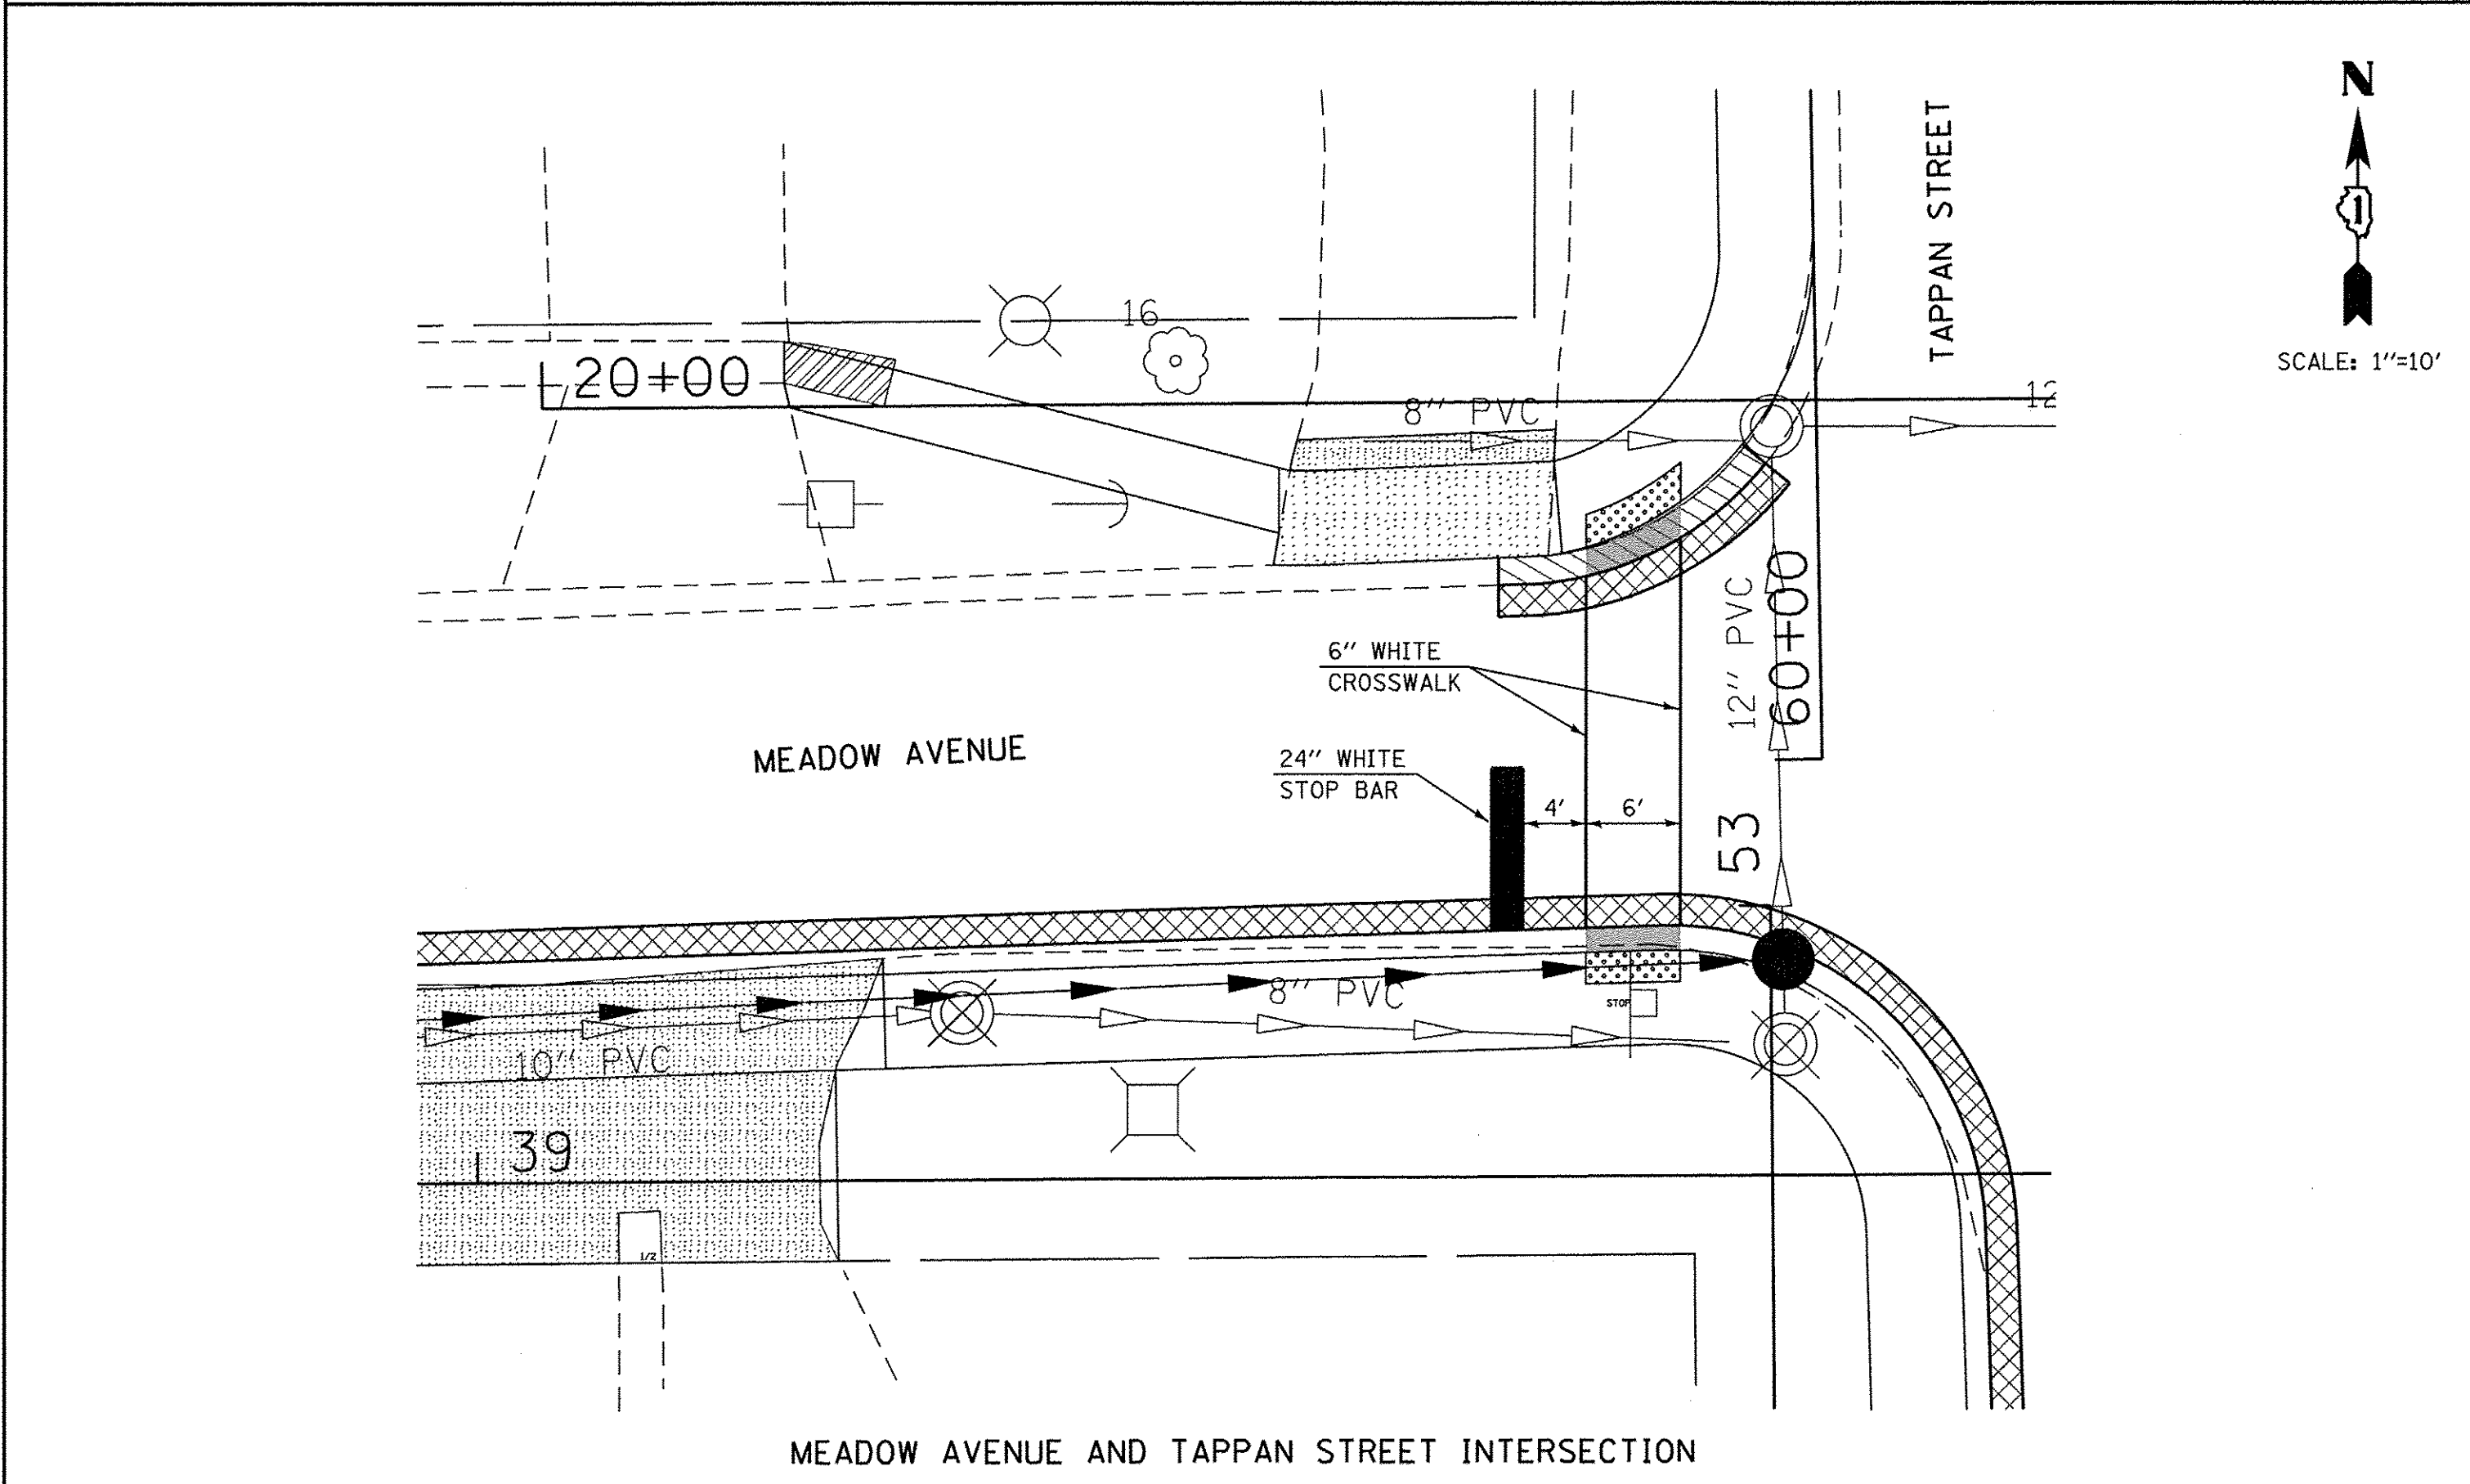 N
1
SCALE: 1"=10'
TAPPAN STREET
16
20+00
8" PVC
12
6" WHITE
CROSSWALK
12" PVC
60+00
MEADOW AVENUE
24" WHITE
STOP BAR
4'
6'
53
8" PVC
STOP
10" PVC
39
1/2
MEADOW AVENUE AND TAPPAN STREET INTERSECTION